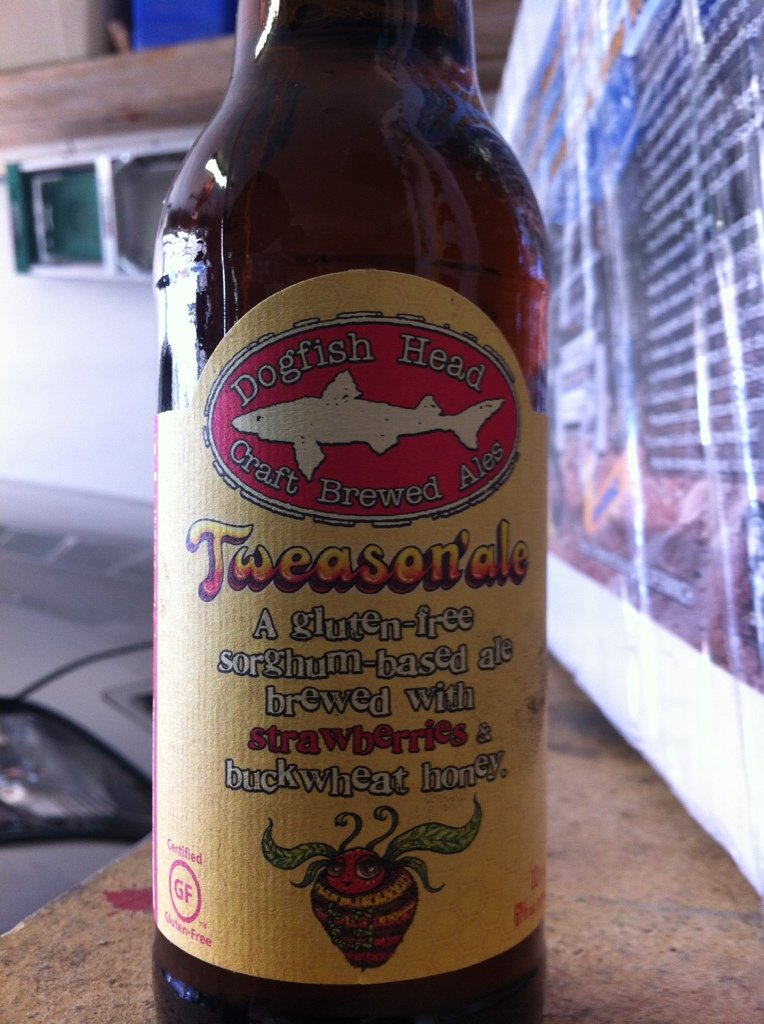 Dogfish Head
Craft Brewed Ales
Tweason'ale
A gluten-free
sorghum-based ale
brewed with
strawberries &
buckwheat honey.
Certified
GF
Gluten-Free